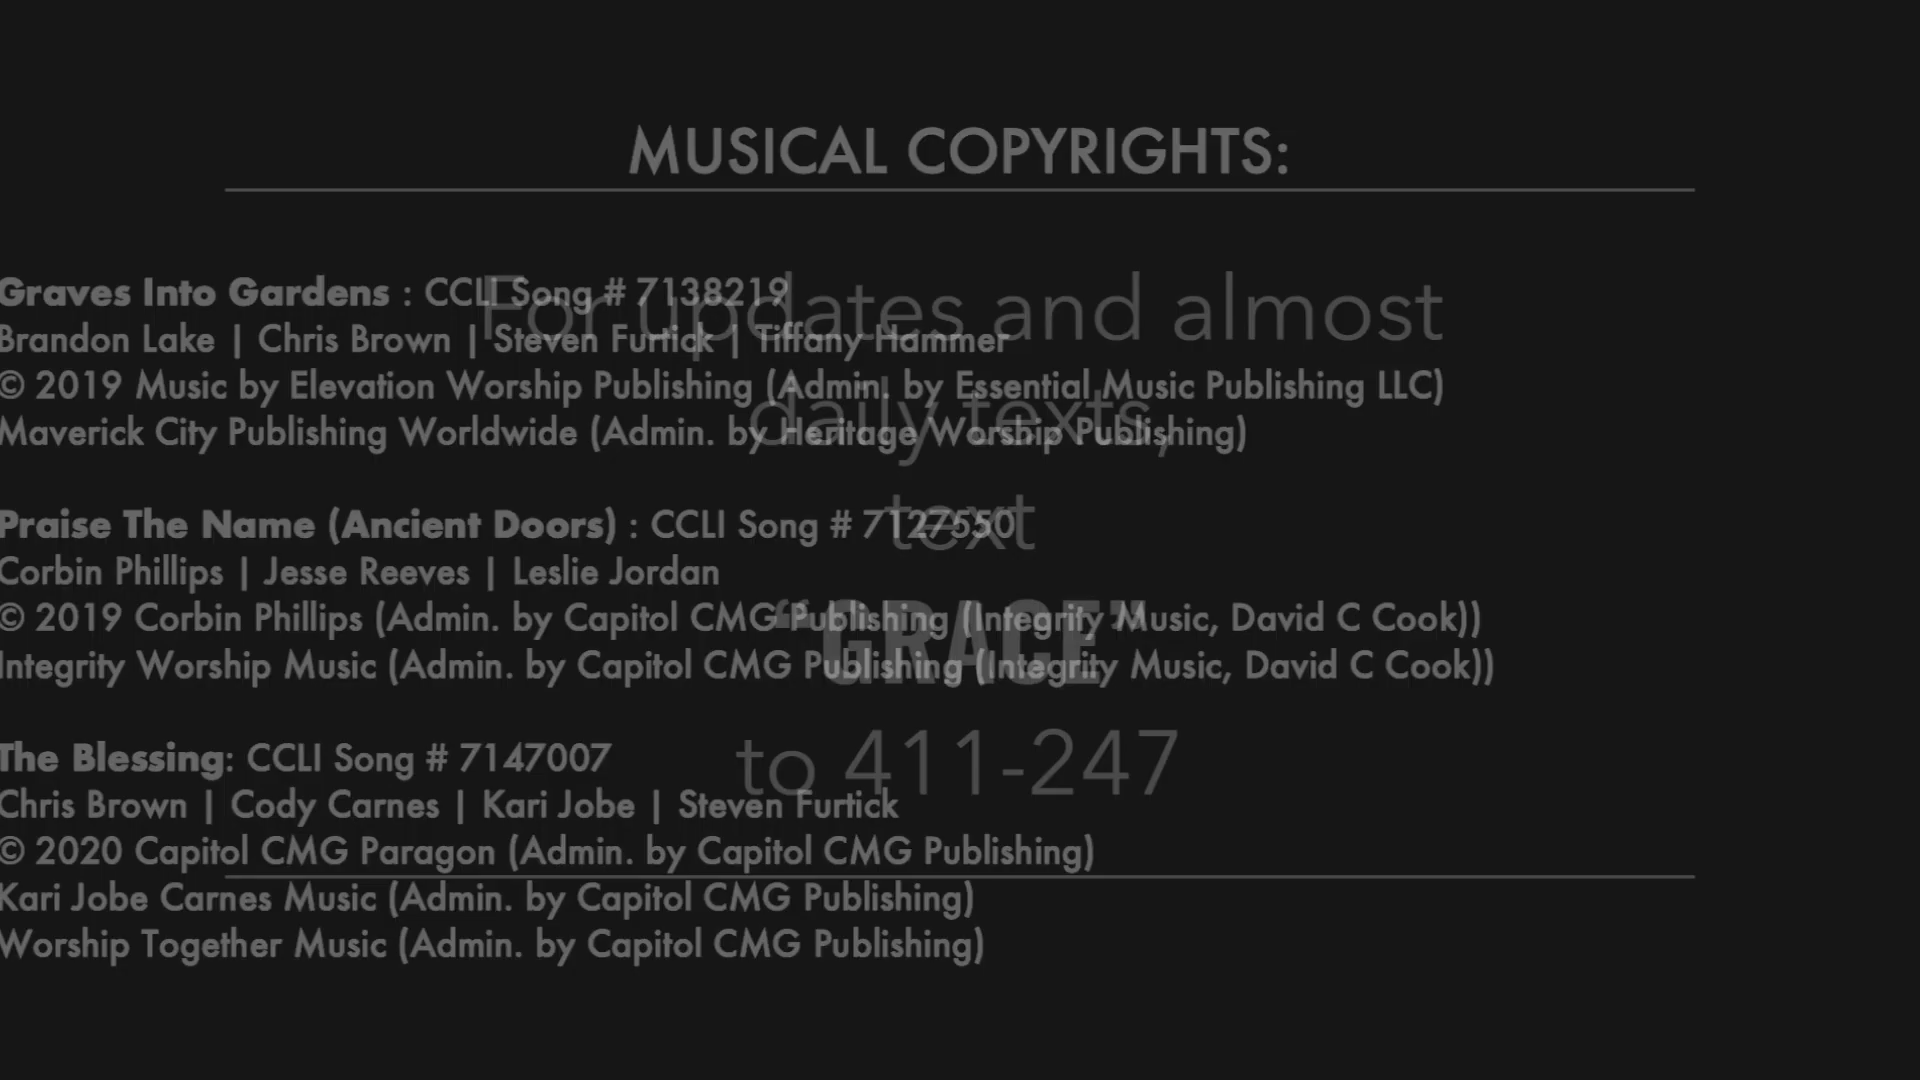 MUSICAL COPYRIGHTS:
Graves Into Gardens : CCLI Song # 7138219
Brandon Lake | Chris Brown | Steven Furtick | Tiffany Hammer
© 2019 Music by Elevation Worship Publishing (Admin. by Essential Music Publishing LLC)
Maverick City Publishing Worldwide (Admin. by Heritage Worship Publishing)
Praise The Name (Ancient Doors) : CCLI Song # 7127550
Corbin Phillips | Jesse Reeves | Leslie Jordan
© 2019 Corbin Phillips (Admin. by Capitol CMG Publishing (Integrity Music, David C Cook))
Integrity Worship Music (Admin. by Capitol CMG Publishing (Integrity Music, David C Cook))
The Blessing: CCLI Song # 7147007
Chris Brown | Cody Carnes | Kari Jobe | Steven Furtick
© 2020 Capitol CMG Paragon (Admin. by Capitol CMG Publishing)
Kari Jobe Carnes Music (Admin. by Capitol CMG Publishing)
Worship Together Music (Admin. by Capitol CMG Publishing)
For updates and almost
daily texts,
text
“GRACE”
to 411-247